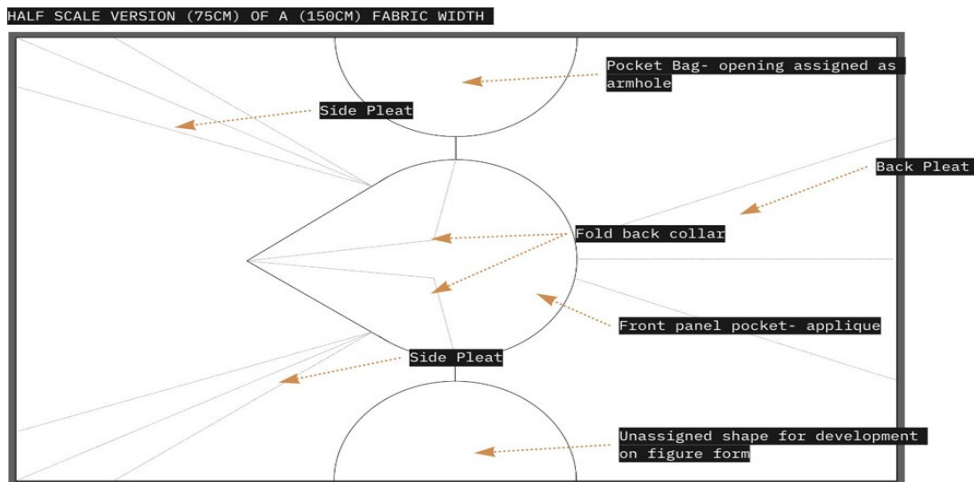 HALF SCALE VERSION (75CM) OF A (150CM) FABRIC WIDTH
Pocket Bag- opening assigned as
armhole
Side Pleat
Back Pleat
Fold back collar
Front panel pocket- applique
Side Pleat
Unassigned shape for development
on figure form